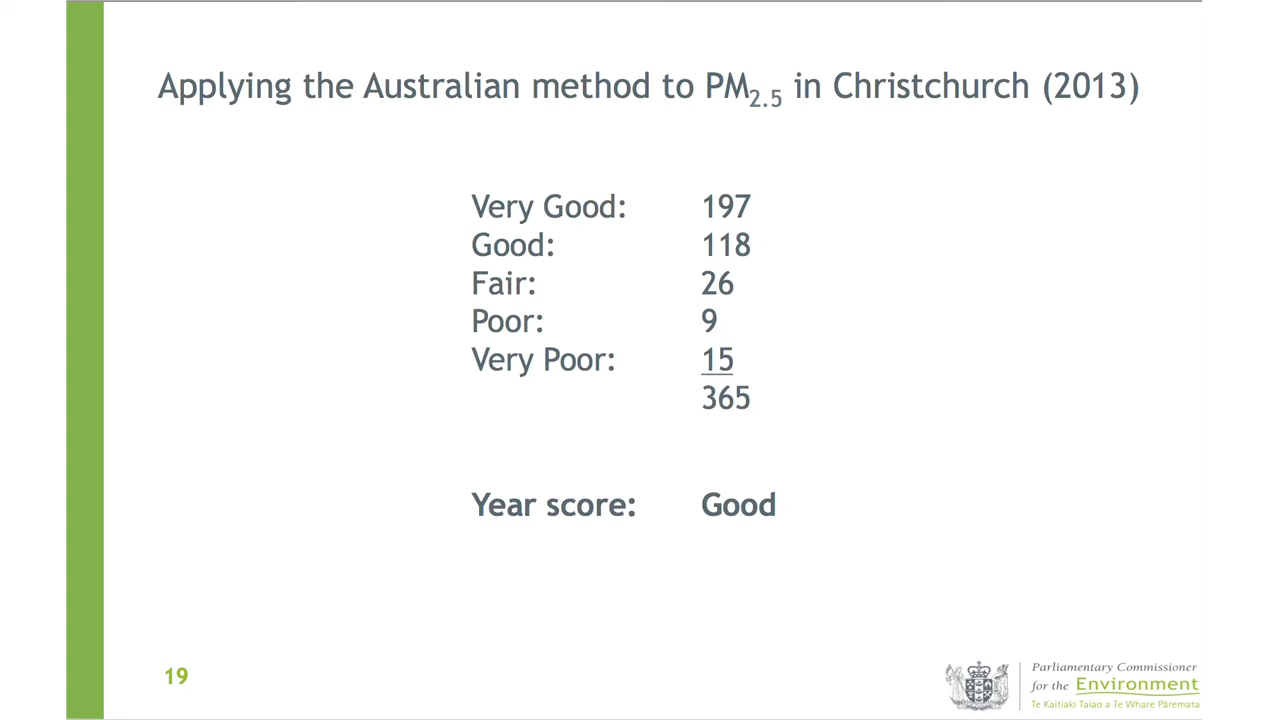 Applying the Australian method to PM2.5 in Christchurch (2013)
Very Good: 197
Good: 118
Fair: 26
Poor: 9
Very Poor: 15
365
Year score: Good
19
Parliamentary Commissioner
for the Environment
Te Kaitiaki Taiao a Te Whare Pāremata